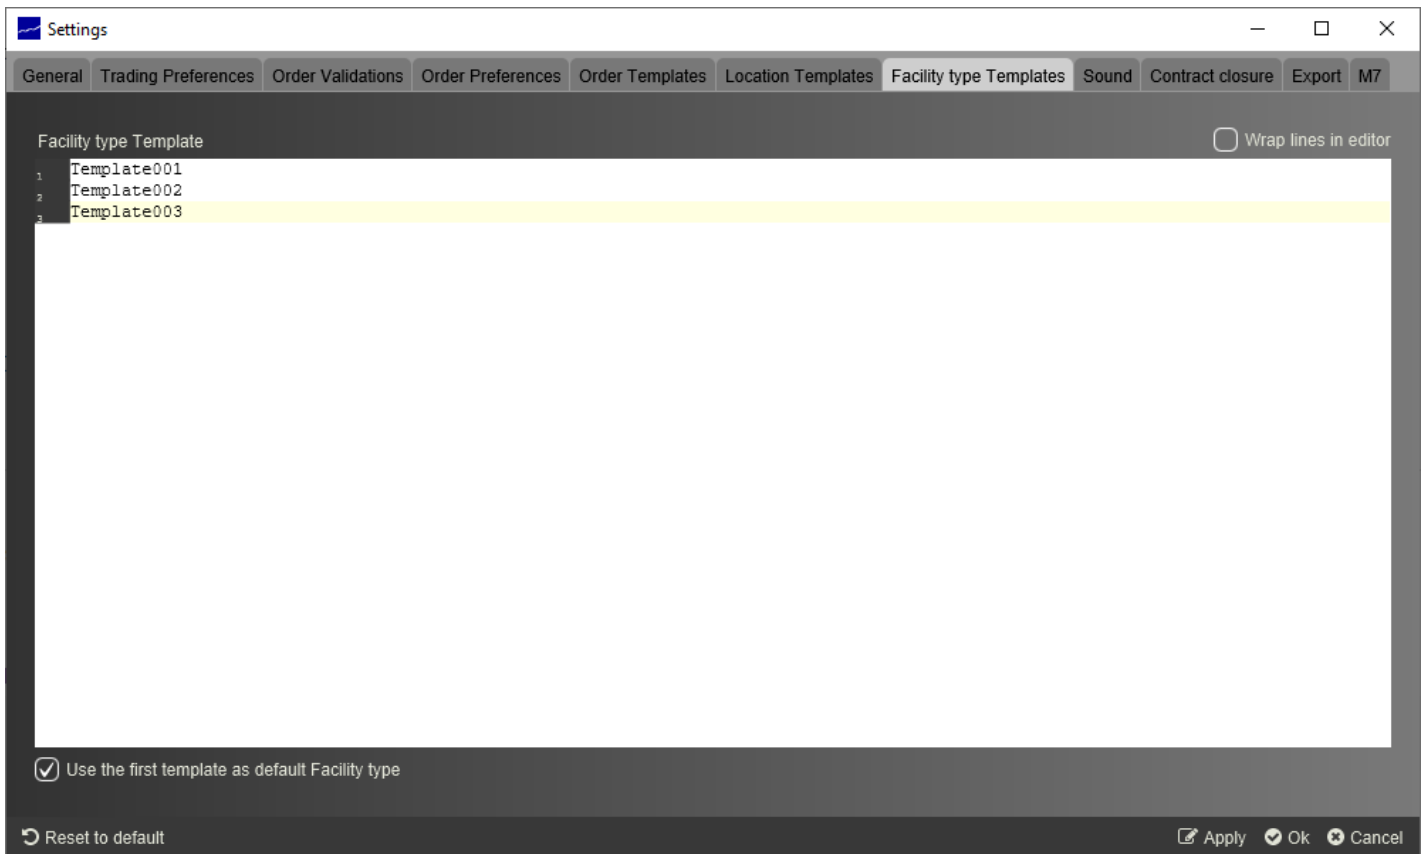 Settings
General Trading Preferences Order Validations Order Preferences Order Templates Location Templates Facility type Templates Sound Contract closure Export M7
Facility type Template Wrap lines in editor
1 Template001
2 Template002
3 Template003
Use the first template as default Facility type
Reset to default Apply Ok Cancel